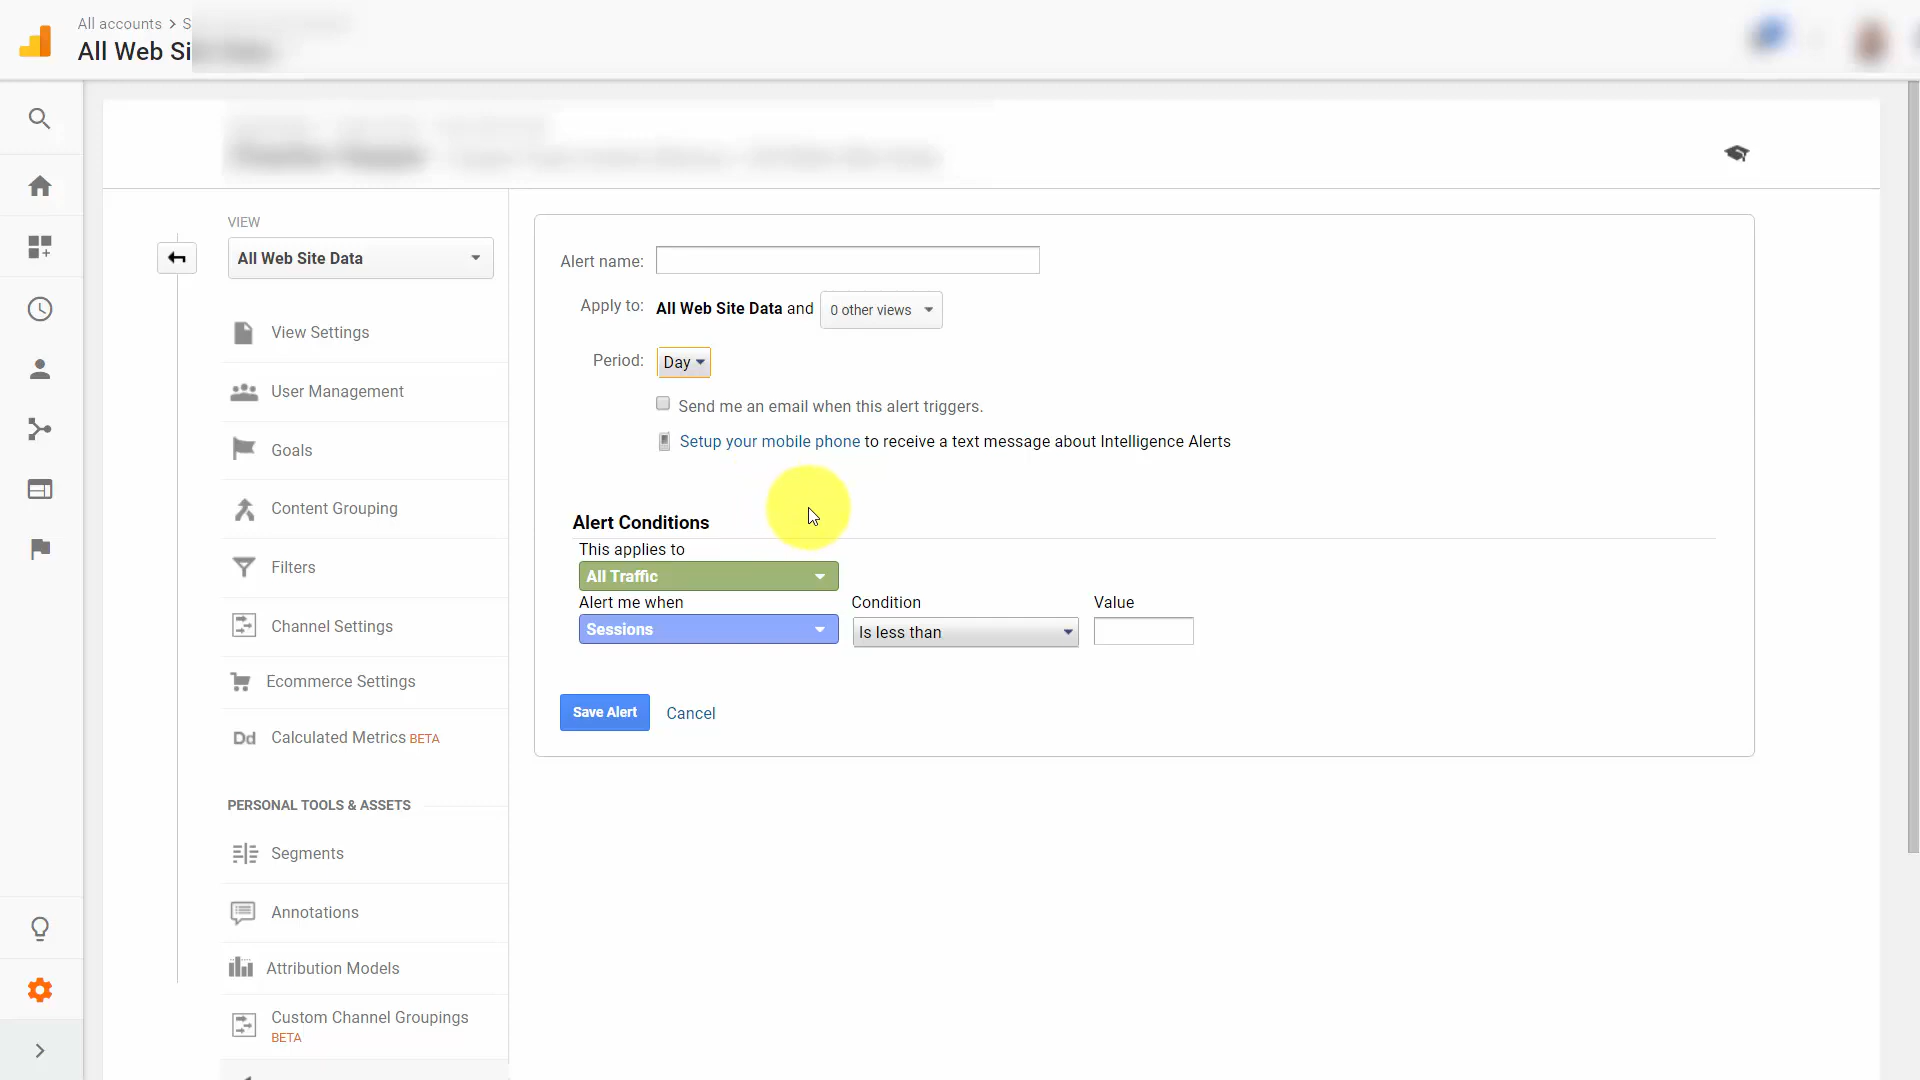 All accounts > S
All Web Si
VIEW
All Web Site Data
View Settings
User Management
Goals
Content Grouping
Filters
Channel Settings
Ecommerce Settings
Dd Calculated Metrics BETA
PERSONAL TOOLS & ASSETS
Segments
Annotations
Attribution Models
Custom Channel Groupings
BETA
Alert name:
Apply to: All Web Site Data and 0 other views
Period: Day
Send me an email when this alert triggers.
Setup your mobile phone to receive a text message about Intelligence Alerts
Alert Conditions
This applies to
All Traffic
Alert me when Condition Value
Sessions Is less than
Save Alert Cancel